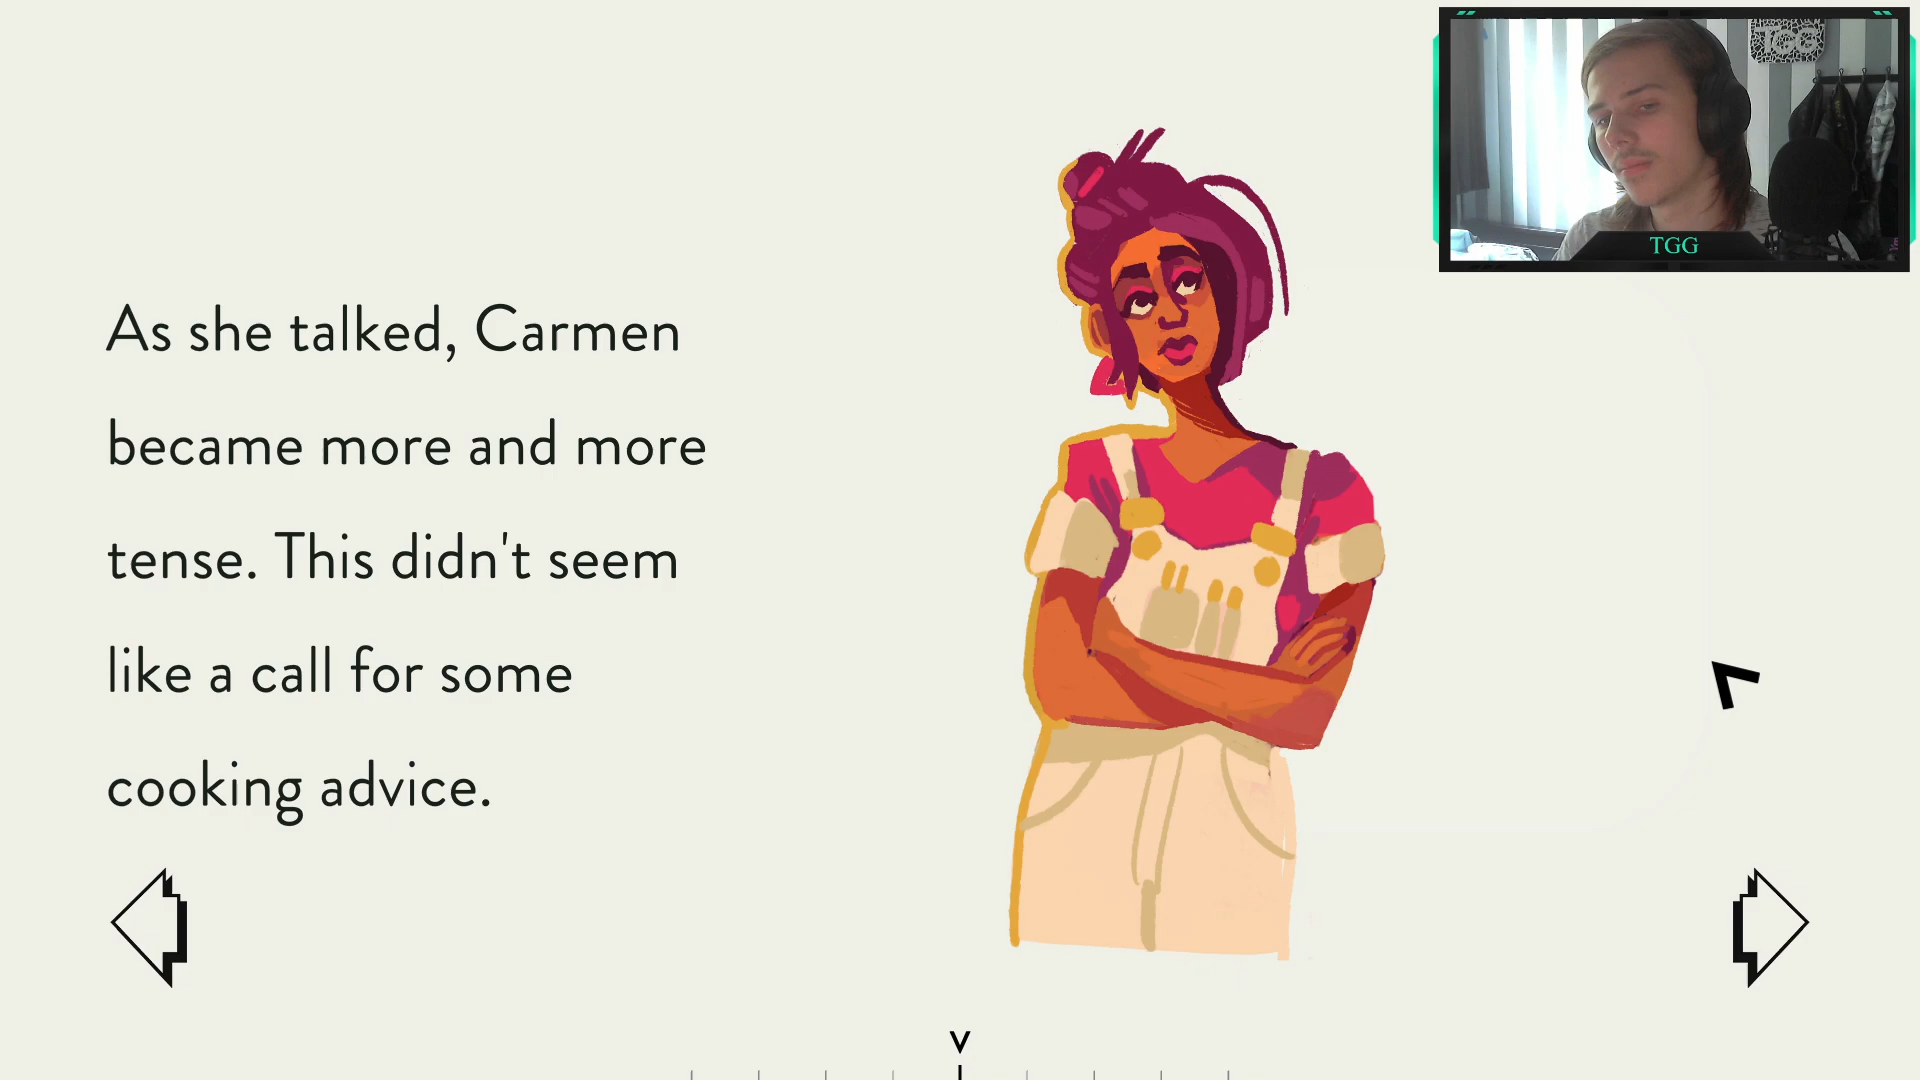 TGG
TGG
As she talked, Carmen
became more and more
tense. This didn't seem
like a call for some
cooking advice.